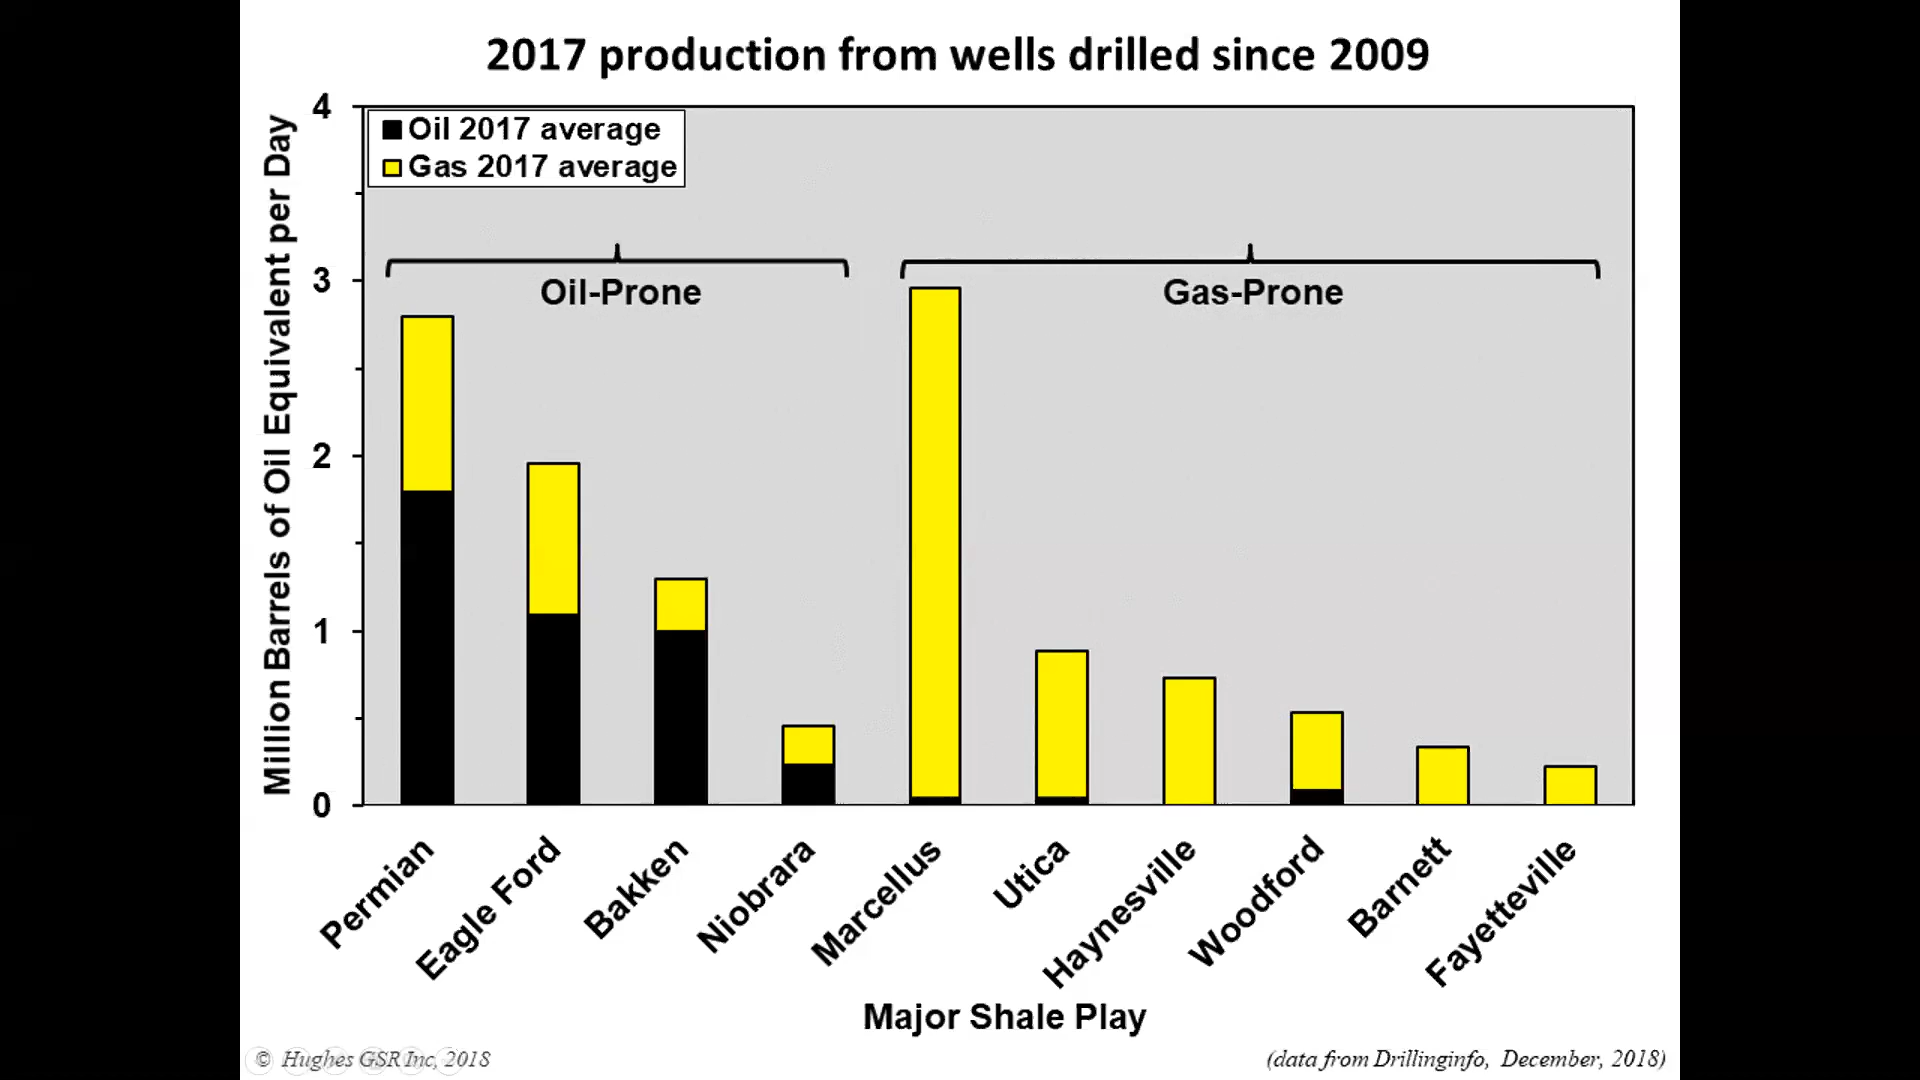 2017 production from wells drilled since 2009
Million Barrels of Oil Equivalent per Day
4
3
2
1
0
Oil 2017 average
Gas 2017 average
Oil-Prone
Gas-Prone
Permian
Eagle Ford
Bakken
Niobrara
Marcellus
Utica
Haynesville
Woodford
Barnett
Fayetteville
Major Shale Play
© Hughes GSR Inc, 2018
(data from Drillinginfo, December, 2018)